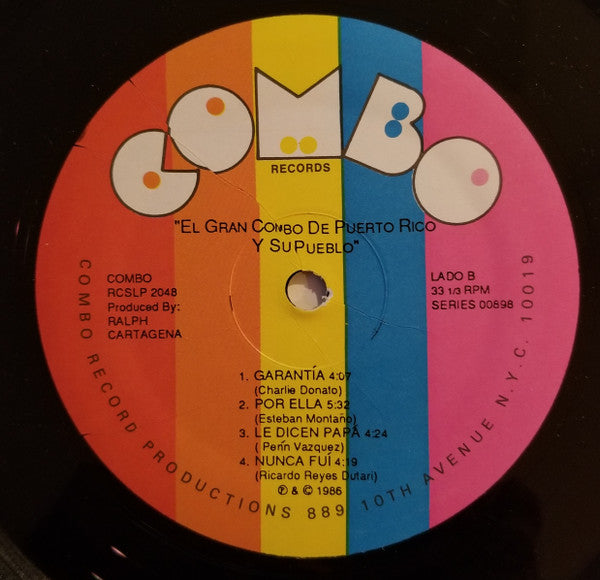 COMBO
RECORDS
"EL GRAN COMBO DE PUERTO RICO
Y SU PUEBLO"
COMBO
RCSLP 2048
Produced By:
RALPH
CARTAGENA
LADO B
33 1/3 RPM
SERIES 00898
1. GARANTÍA 4:07
(Charlie Donato)
2. POR ELLA 5:32
(Esteban Montaño)
3. LE DICEN PAPÁ 4:24
( Perín Vazquez)
4. NUNCA FUÍ 4:19
(Ricardo Reyes Dutari)
℗ & © 1986
COMBO RECORD PRODUCTIONS 889 10TH AVENUE N.Y.C. 10019